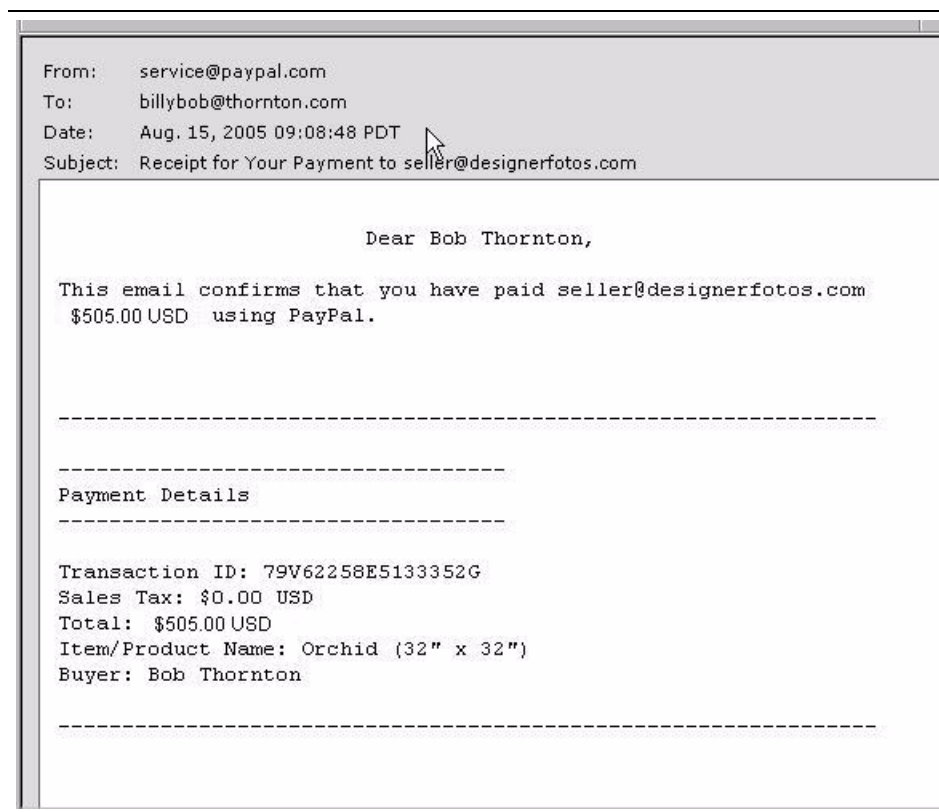 From: service@paypal.com
To: billybob@thornton.com
Date: Aug. 15, 2005 09:08:48 PDT
Subject: Receipt for Your Payment to seller@designerfotos.com
Dear Bob Thornton,
This email confirms that you have paid seller@designerfotos.com
$505.00 USD using PayPal.
----------------------------------------------------------------
-----------------------------------
Payment Details
-----------------------------------
Transaction ID: 79V62258E5133352G
Sales Tax: $0.00 USD
Total: $505.00 USD
Item/Product Name: Orchid (32" x 32")
Buyer: Bob Thornton
----------------------------------------------------------------